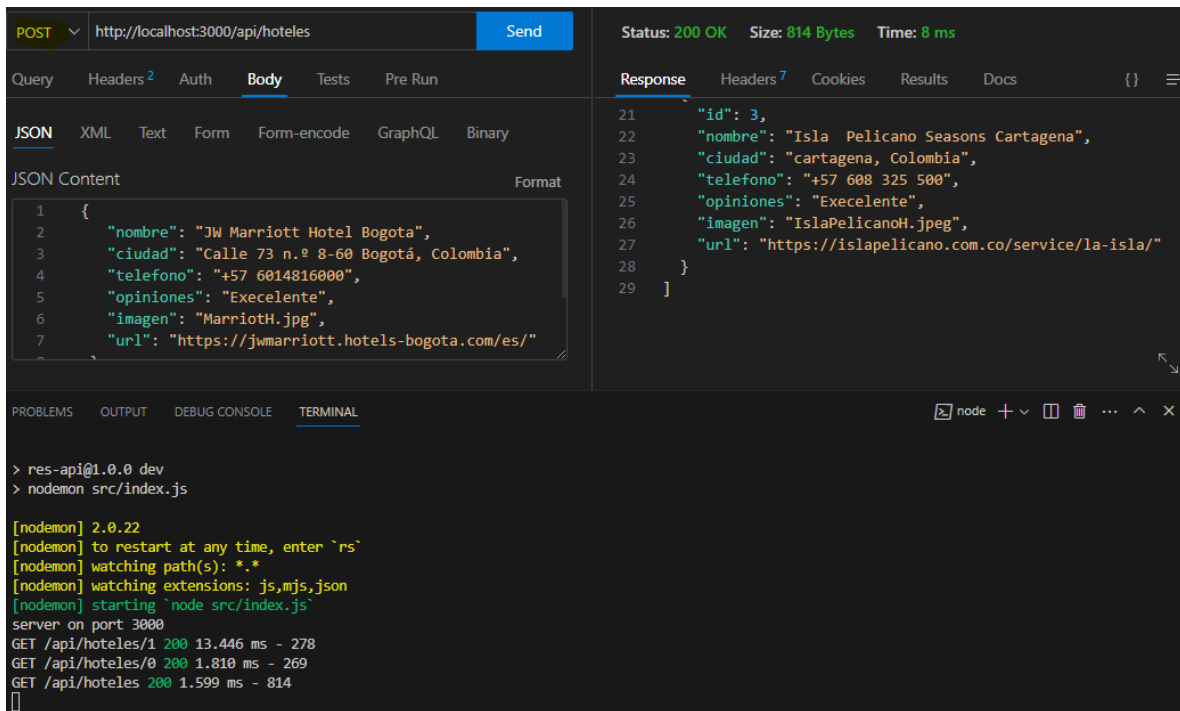 POST http://localhost:3000/api/hoteles Send
Query Headers 2 Auth Body Tests Pre Run
JSON XML Text Form Form-encode GraphQL Binary
JSON Content Format
1 {
2 "nombre": "JW Marriott Hotel Bogota",
3 "ciudad": "Calle 73 n.º 8-60 Bogotá, Colombia",
4 "telefono": "+57 6014816000",
5 "opiniones": "Execelente",
6 "imagen": "MarriotH.jpg",
7 "url": "https://jwmarriott.hotels-bogota.com/es/"
Status: 200 OK Size: 814 Bytes Time: 8 ms
Response Headers 7 Cookies Results Docs {}
21 "id": 3,
22 "nombre": "Isla  Pelicano Seasons Cartagena",
23 "ciudad": "cartagena, Colombia",
24 "telefono": "+57 608 325 500",
25 "opiniones": "Execelente",
26 "imagen": "IslaPelicanoH.jpeg",
27 "url": "https://islapelicano.com.co/service/la-isla/"
28 }
29 ]
PROBLEMS OUTPUT DEBUG CONSOLE TERMINAL node
> res-api@1.0.0 dev
> nodemon src/index.js
[nodemon] 2.0.22
[nodemon] to restart at any time, enter `rs`
[nodemon] watching path(s): *.*
[nodemon] watching extensions: js,mjs,json
[nodemon] starting `node src/index.js`
server on port 3000
GET /api/hoteles/1 200 13.446 ms - 278
GET /api/hoteles/0 200 1.810 ms - 269
GET /api/hoteles 200 1.599 ms - 814